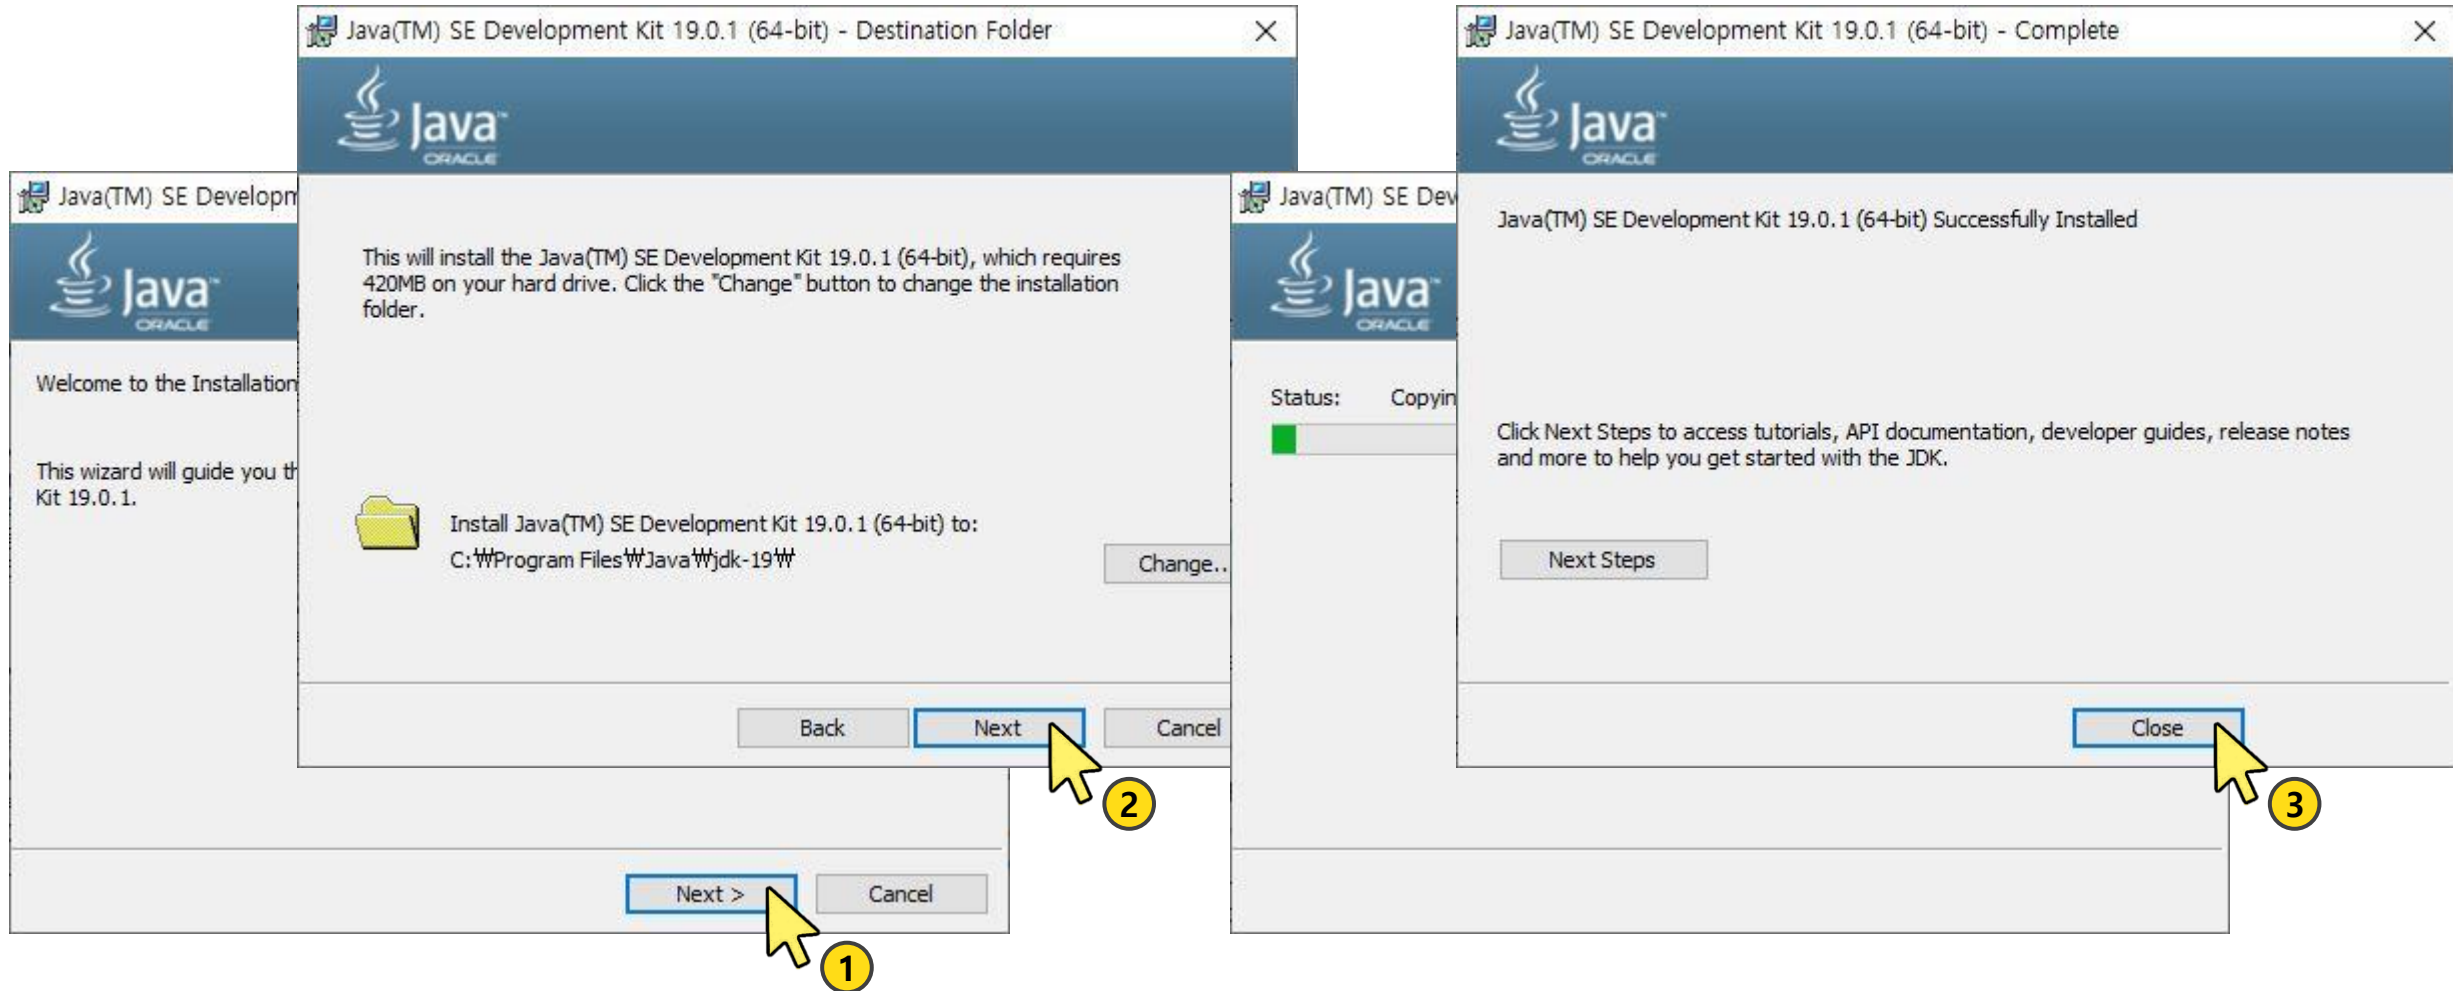 Java(TM) SE Developm
Java
ORACLE
Welcome to the Installation
This wizard will guide you th
Kit 19.0.1.
Next >
Cancel
1
Java(TM) SE Development Kit 19.0.1 (64-bit) - Destination Folder
Java™
ORACLE
This will install the Java(TM) SE Development Kit 19.0.1 (64-bit), which requires
420MB on your hard drive. Click the "Change" button to change the installation
folder.
Install Java(TM) SE Development Kit 19.0.1 (64-bit) to:
C:₩Program Files₩Java₩jdk-19₩
Change..
Back
Next
Cancel
2
Java(TM) SE Dev
Java
ORACLE
Status:
Copyin
Java(TM) SE Development Kit 19.0.1 (64-bit) - Complete
Java™
ORACLE
Java(TM) SE Development Kit 19.0.1 (64-bit) Successfully Installed
Click Next Steps to access tutorials, API documentation, developer guides, release notes
and more to help you get started with the JDK.
Next Steps
Close
3